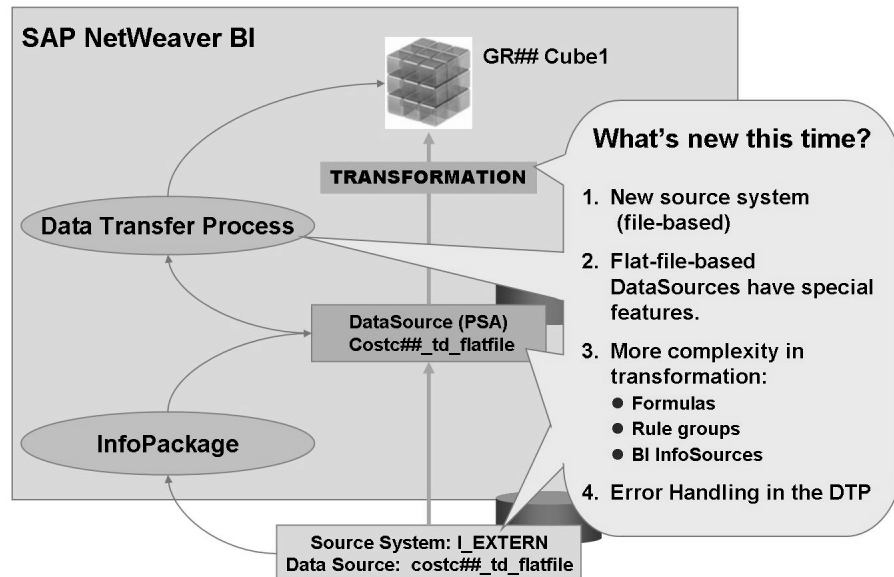 SAP NetWeaver BI
GR## Cube1
TRANSFORMATION
Data Transfer Process
DataSource (PSA)
Costc##_td_flatfile
InfoPackage
Source System: I_EXTERN
Data Source: costc##_td_flatfile
What's new this time?
1. New source system
(file-based)
2. Flat-file-based
DataSources have special
features.
3. More complexity in
transformation:
● Formulas
● Rule groups
● BI InfoSources
4. Error Handling in the DTP